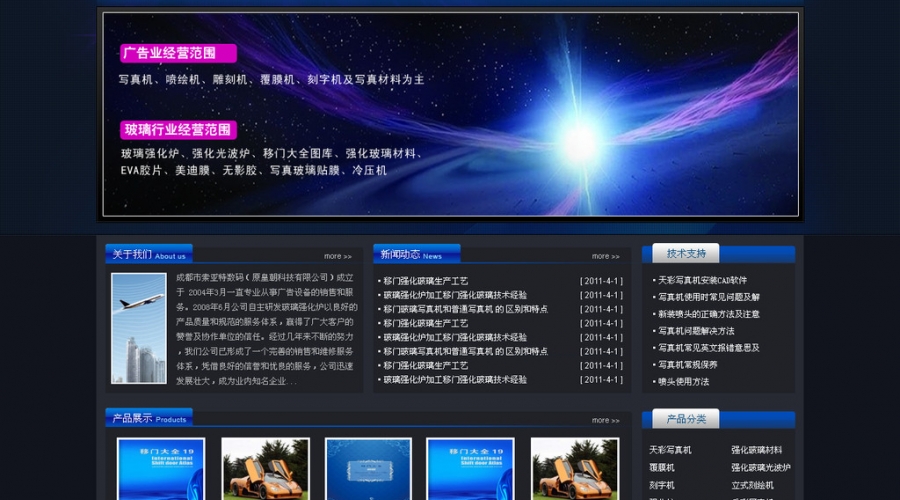 广告业经营范围
写真机、喷绘机、雕刻机、覆膜机、刻字机及写真材料为主
玻璃行业经营范围
玻璃强化炉、强化光波炉、移门大全图库、强化玻璃材料、
EVA胶片、美迪膜、无影胶、写真玻璃贴膜、冷压机
关于我们 About us
more >>
成都市索亚特数码(原皇朝科技有限公司)成立
于 2004年3月一直专业从事广告设备的销售和服
务。2008年6月公司自主研发玻璃强化炉以良好的
产品质量和规范的服务体系，赢得了广大客户的
赞誉及协作单位的信任。经过几年来不断的努力
，我们公司已形成了一个完善的销售和维修服务
体系，凭借良好的信誉和优良的服务，公司迅速
发展壮大，成为业内知名企业...
新闻动态 News
more >>
移门强化玻璃生产工艺 [ 2011-4-1 ]
玻璃强化炉加工移门强化玻璃技术经验 [ 2011-4-1 ]
移门玻璃写真机和普通写真机 的 区别和特点 [ 2011-4-1 ]
移门强化玻璃生产工艺 [ 2011-4-1 ]
玻璃强化炉加工移门强化玻璃技术经验 [ 2011-4-1 ]
移门玻璃写真机和普通写真机 的 区别和特点 [ 2011-4-1 ]
移门强化玻璃生产工艺 [ 2011-4-1 ]
玻璃强化炉加工移门强化玻璃技术经验 [ 2011-4-1 ]
技术支持
天彩写真机安装CAD软件
写真机使用时常见问题及解
新装喷头的正确方法及注意
写真机问题解决方法
写真机常见英文报错意思及
写真机常规保养
喷头使用方法
产品展示 Products
more >>
移门大全 19
International
Shift door Atlas
移门大全 19
International
Shift door Atlas
产品分类
天彩写真机 强化玻璃材料
覆膜机 强化玻璃光波炉
刻字机 立式刻绘机